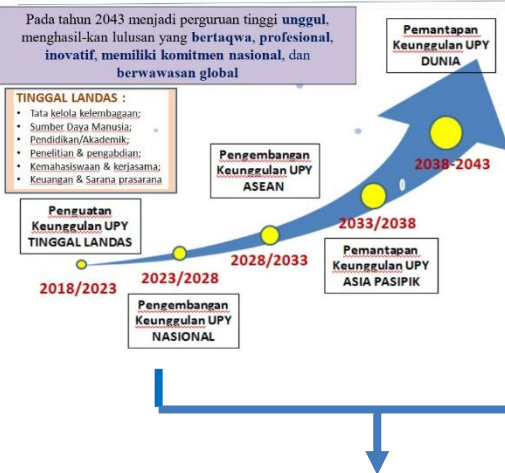 Pada tahun 2043 menjadi perguruan tinggi unggul,
menghasil-kan lulusan yang bertaqwa, profesional,
inovatif, memiliki komitmen nasional, dan
berwawasan global
TINGGAL LANDAS :
• Tata kelola kelembagaan;
• Sumber Daya Manusia;
• Pendidikan/Akademik;
• Penelitian & pengabdian;
• Kemahasiswaan & kerjasama;
• Keuangan & Sarana prasarana
Penguatan
Keunggulan UPY
TINGGAL LANDAS
2018/2023
2023/2028
Pengembangan
Keunggulan UPY
NASIONAL
Pengembangan
Keunggulan UPY
ASEAN
2028/2033
2033/2038
Pemantapan
Keunggulan UPY
ASIA PASIPIK
Pemantapan
Keunggulan UPY
DUNIA
2038-2043